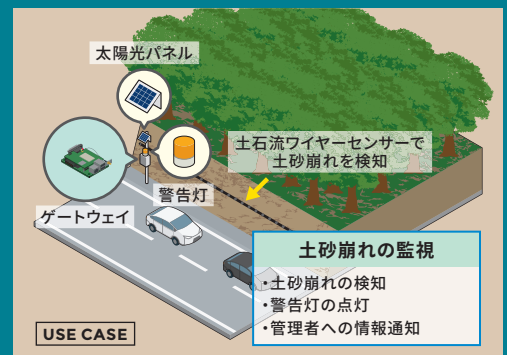 太陽光パネル
土石流ワイヤーセンサーで
土砂崩れを検知
警告灯
ゲートウェイ
土砂崩れの監視
・土砂崩れの検知
・警告灯の点灯
・管理者への情報通知
USE CASE